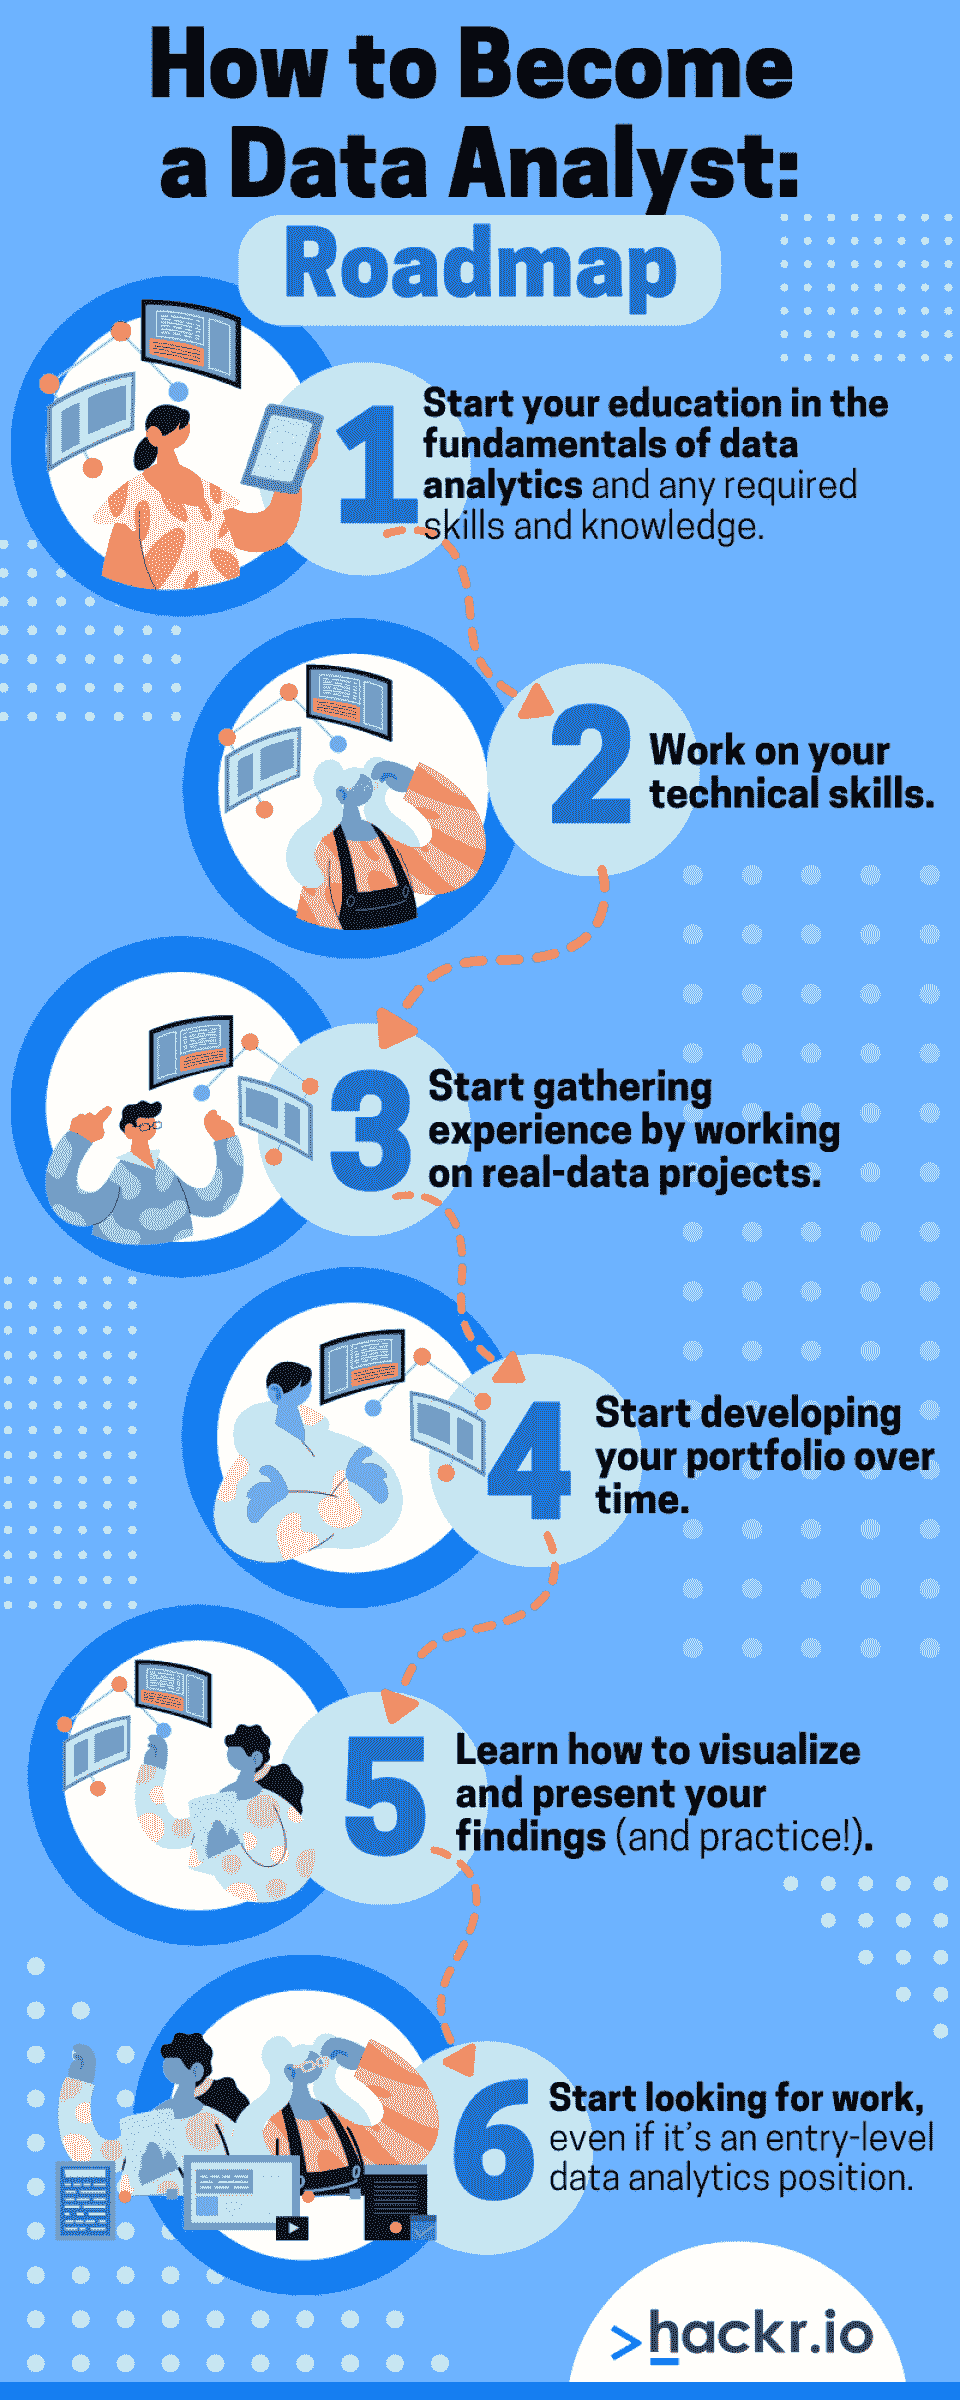 How to Become
a Data Analyst:
Roadmap
1
Start your education in the
fundamentals of data
analytics and any required
skills and knowledge.
2
Work on your
technical skills.
3
Start gathering
experience by working
on real-data projects.
4
Start developing
your portfolio over
time.
5
Learn how to visualize
and present your
findings (and practice!).
6
Start looking for work,
even if it's an entry-level
data analytics position.
>hackr.io